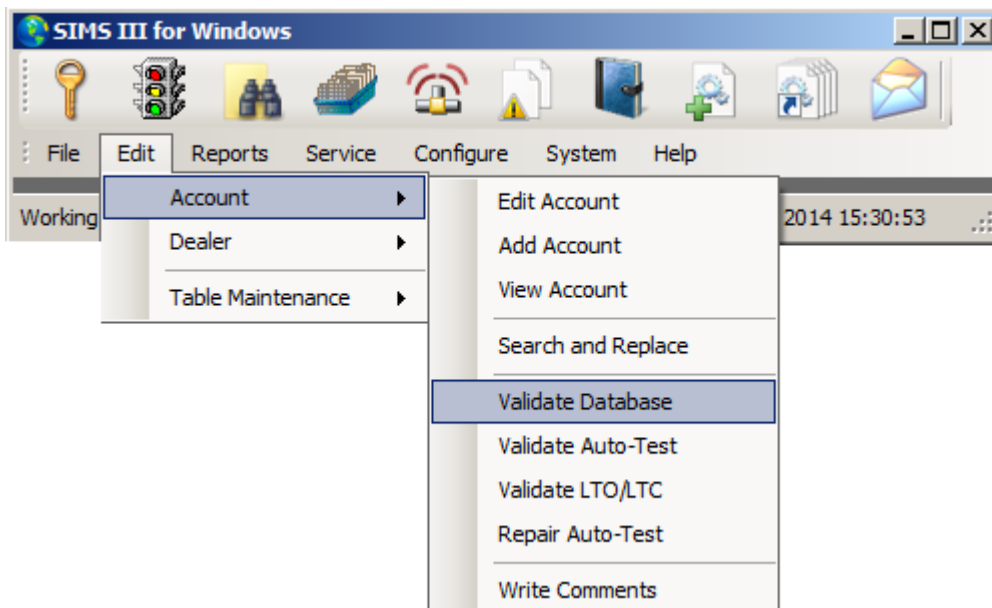 SIMS III for Windows
File Edit Reports Service Configure System Help
Account
Dealer
Table Maintenance
Working
Edit Account
Add Account
View Account
Search and Replace
Validate Database
Validate Auto-Test
Validate LTO/LTC
Repair Auto-Test
Write Comments
2014 15:30:53